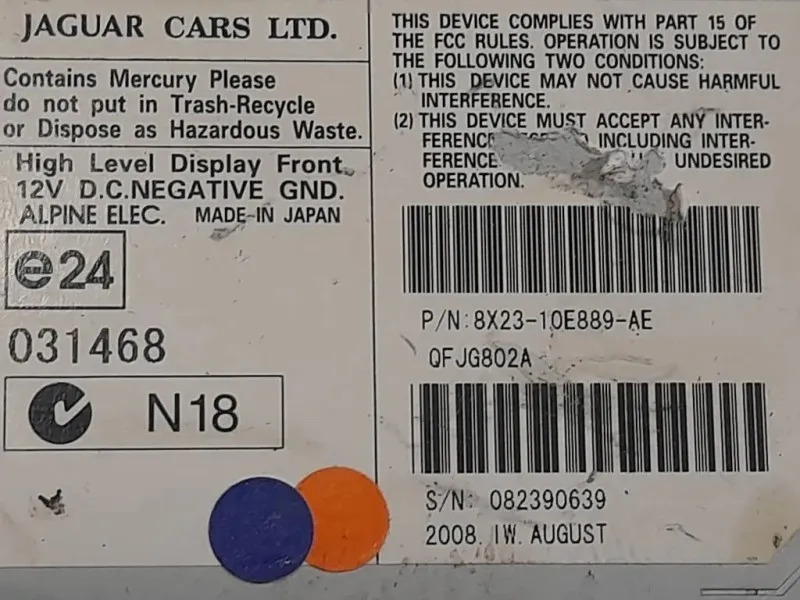 JAGUAR CARS LTD.
Contains Mercury Please
do not put in Trash-Recycle
or Dispose as Hazardous Waste.
High Level Display Front.
12V D.C.NEGATIVE GND.
ALPINE ELEC. MADE-IN JAPAN
e24
031468
N18
THIS DEVICE COMPLIES WITH PART 15 OF
THE FCC RULES. OPERATION IS SUBJECT TO
THE FOLLOWING TWO CONDITIONS:
(1) THIS DEVICE MAY NOT CAUSE HARMFUL
INTERFERENCE.
(2) THIS DEVICE MUST ACCEPT ANY INTER-
INCLUDING INTER-
FERENCE UNDESIRED
OPERATION.
P/N:8X23-10E889-AE
QFJG802A
S/N: 082390639
2008. 1W. AUGUST